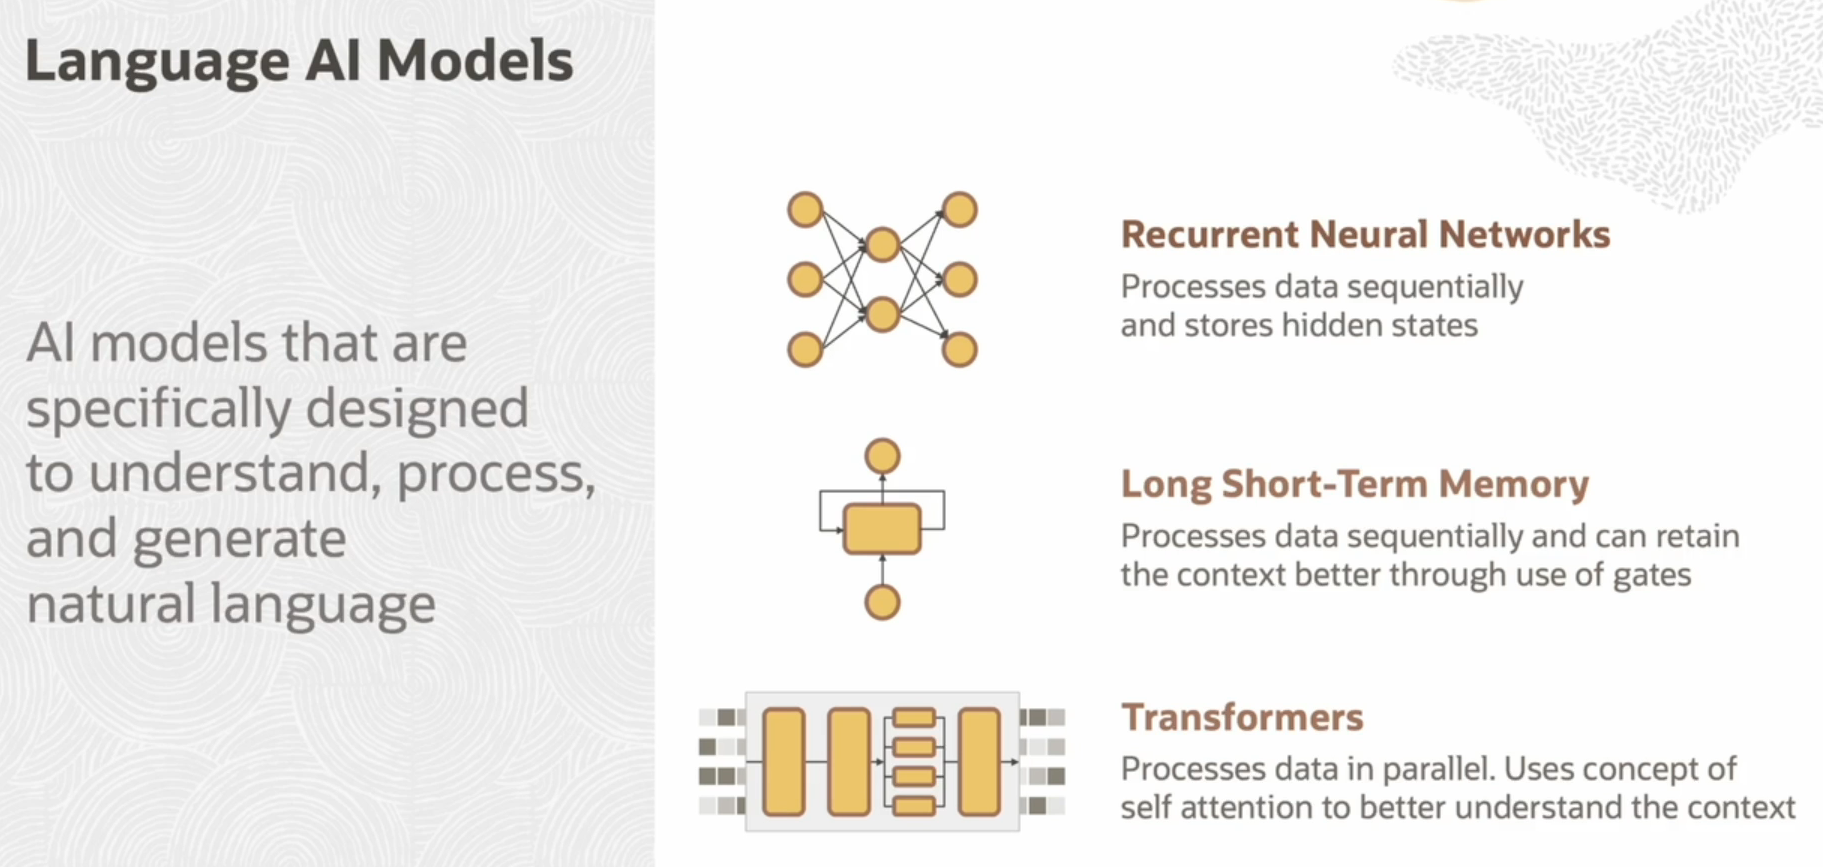 Language AI Models
AI models that are
specifically designed
to understand, process,
and generate
natural language
Recurrent Neural Networks
Processes data sequentially
and stores hidden states
Long Short-Term Memory
Processes data sequentially and can retain
the context better through use of gates
Transformers
Processes data in parallel. Uses concept of
self attention to better understand the context